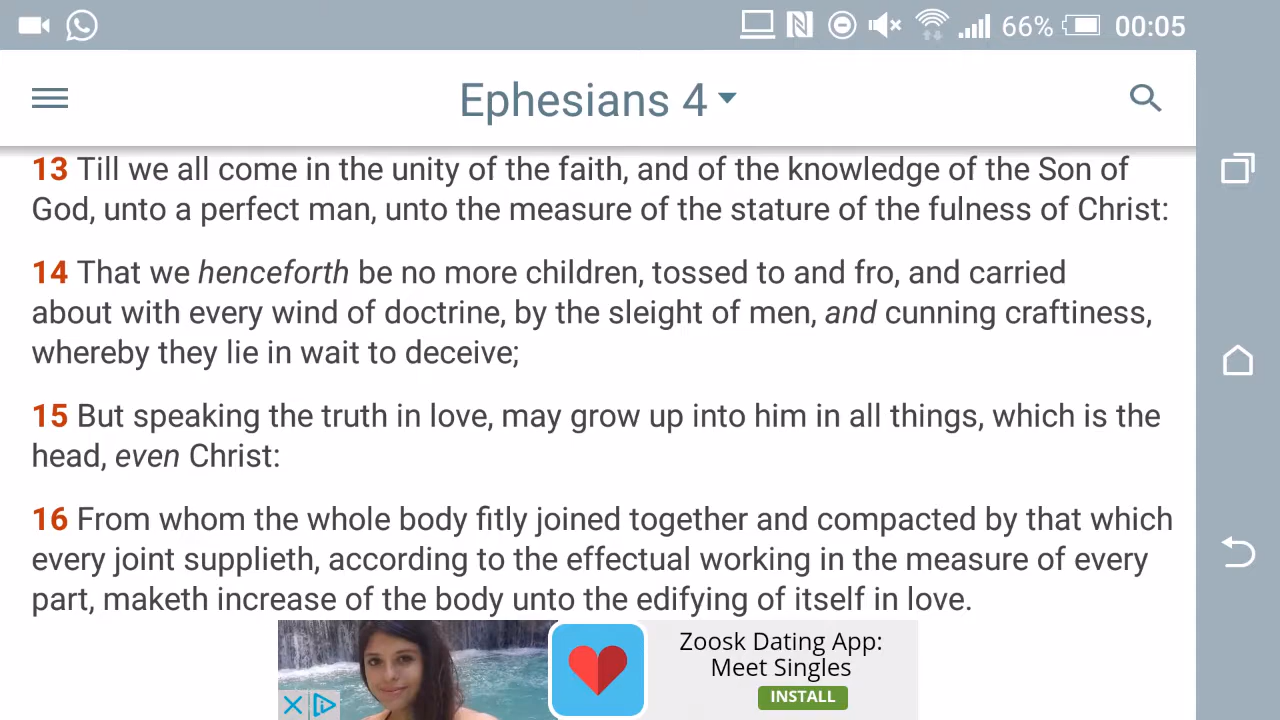 66% 00:05
Ephesians 4
13 Till we all come in the unity of the faith, and of the knowledge of the Son of
God, unto a perfect man, unto the measure of the stature of the fulness of Christ:
14 That we henceforth be no more children, tossed to and fro, and carried
about with every wind of doctrine, by the sleight of men, and cunning craftiness,
whereby they lie in wait to deceive;
15 But speaking the truth in love, may grow up into him in all things, which is the
head, even Christ:
16 From whom the whole body fitly joined together and compacted by that which
every joint supplieth, according to the effectual working in the measure of every
part, maketh increase of the body unto the edifying of itself in love.
Zoosk Dating App:
Meet Singles
INSTALL